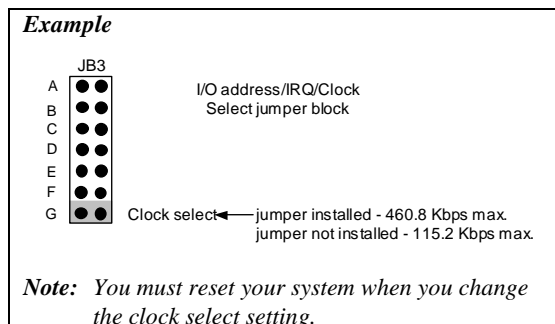 Example
JB3
A
I/O address/IRQ/Clock
B
Select jumper block
C
D
E
F
G Clock select jumper installed - 460.8 Kbps max.
jumper not installed - 115.2 Kbps max.
Note: You must reset your system when you change
the clock select setting.